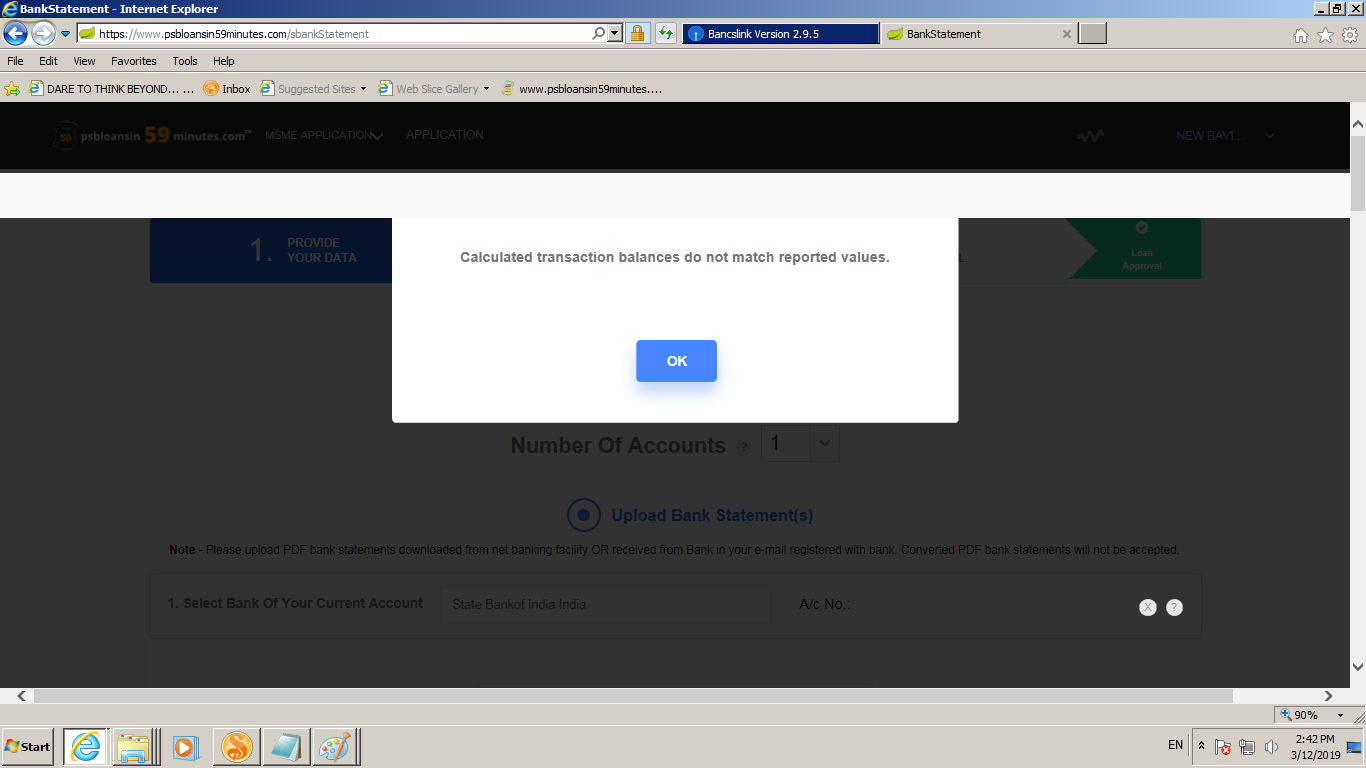 BankStatement - Internet Explorer
https://www.psbloansin59minutes.com/sbankStatement
Bancslink Version 2.9.5
BankStatement
File Edit View Favorites Tools Help
DARE TO THINK BEYOND... ...
Inbox
Suggested Sites
Web Slice Gallery
www.psbloansin59minutes....
59 psbloansin 59 minutes.com™
MSME APPLICATION
APPLICATION
NEW BAVI...
1. PROVIDE
YOUR DATA
L
Loan
Approval
Calculated transaction balances do not match reported values.
OK
Number Of Accounts ? 1
Upload Bank Statement(s)
Note - Please upload PDF bank statements downloaded from net banking facility OR received from Bank in your e-mail registered with bank. Converted PDF bank statements will not be accepted.
1. Select Bank Of Your Current Account
State Bankof India India
A/c No.:
X ?
90%
Start
EN
2:42 PM
3/12/2019